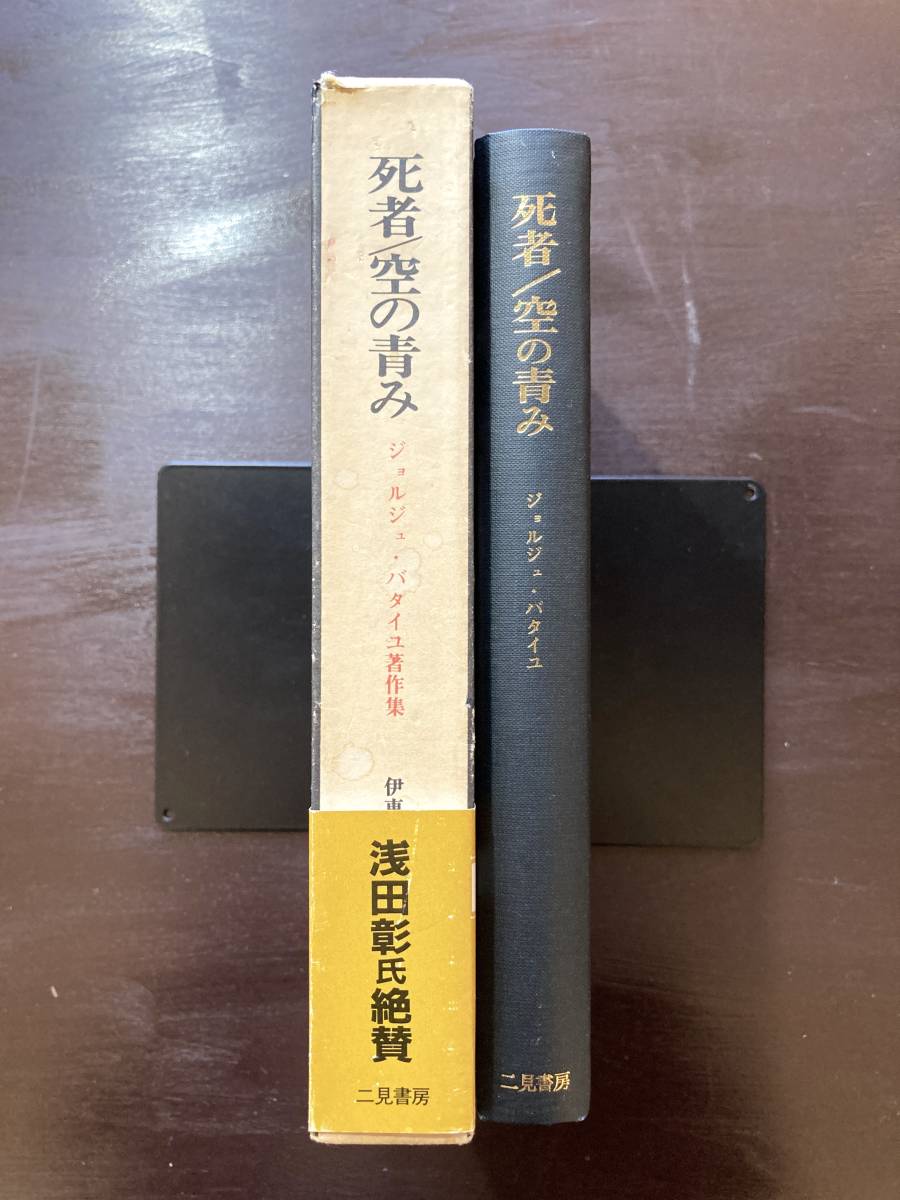 死者/空の青み
ジョルジュ・バタイユ著作集
伊東
浅田彰氏絶賛
二見書房
死者/空の青み
ジョルジュ・バタイユ
二見書房